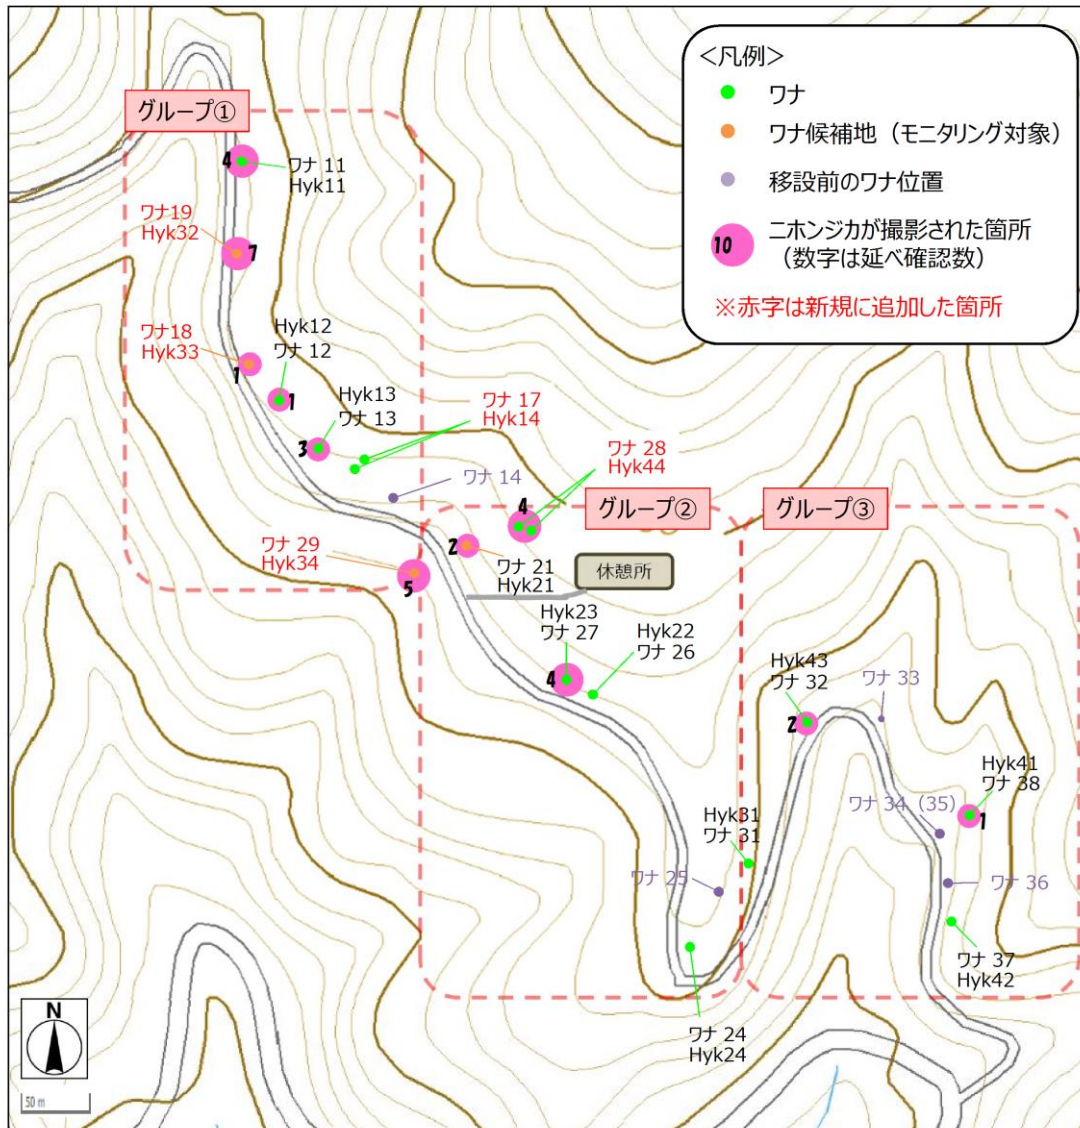 <凡例>
ワナ
ワナ候補地（モニタリング対象）
移設前のワナ位置
10
ニホンジカが撮影された箇所
（数字は延べ確認数）
※赤字は新規に追加した箇所
グループ①
4
ワナ 11
Hyk11
ワナ19
Hyk32
7
ワナ18
Hyk33
1
Hyk12
ワナ 12
1
Hyk13
ワナ 13
3
ワナ 17
Hyk14
ワナ 14
ワナ 28
Hyk44
4
グループ②
グループ③
ワナ 29
Hyk34
5
2
ワナ 21
Hyk21
休憩所
Hyk23
ワナ 27
4
Hyk22
ワナ 26
Hyk43
ワナ 32
2
ワナ 33
Hyk41
ワナ 38
1
ワナ 34（35）
Hyk31
ワナ 31
ワナ 25
ワナ 36
ワナ 37
Hyk42
ワナ 24
Hyk24
N
50 m